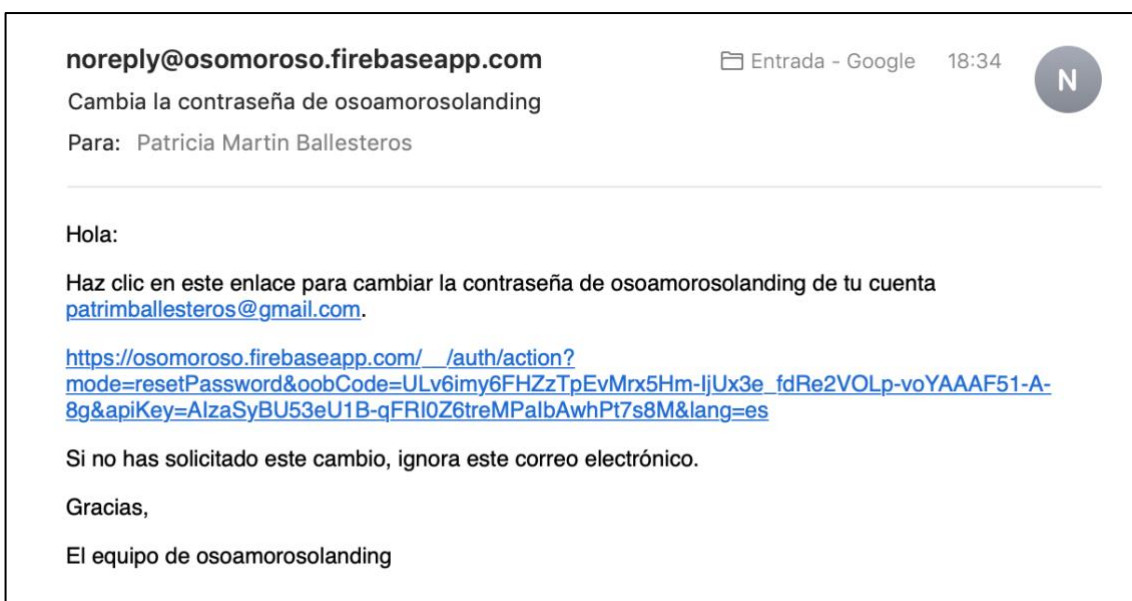 noreply@osomoroso.firebaseapp.com
Entrada - Google 18:34
N
Cambia la contraseña de osoamorosolanding
Para: Patricia Martin Ballesteros
Hola:
Haz clic en este enlace para cambiar la contraseña de osoamorosolanding de tu cuenta
patrimballesteros@gmail.com.
https://osomoroso.firebaseapp.com/__/auth/action?
mode=resetPassword&oobCode=ULv6imy6FHZzTpEvMrx5Hm-IjUx3e_fdRe2VOLp-voYAAAF51-A-
8g&apiKey=AIzaSyBU53eU1B-qFRI0Z6treMPaIbAwhPt7s8M&lang=es
Si no has solicitado este cambio, ignora este correo electrónico.
Gracias,
El equipo de osoamorosolanding